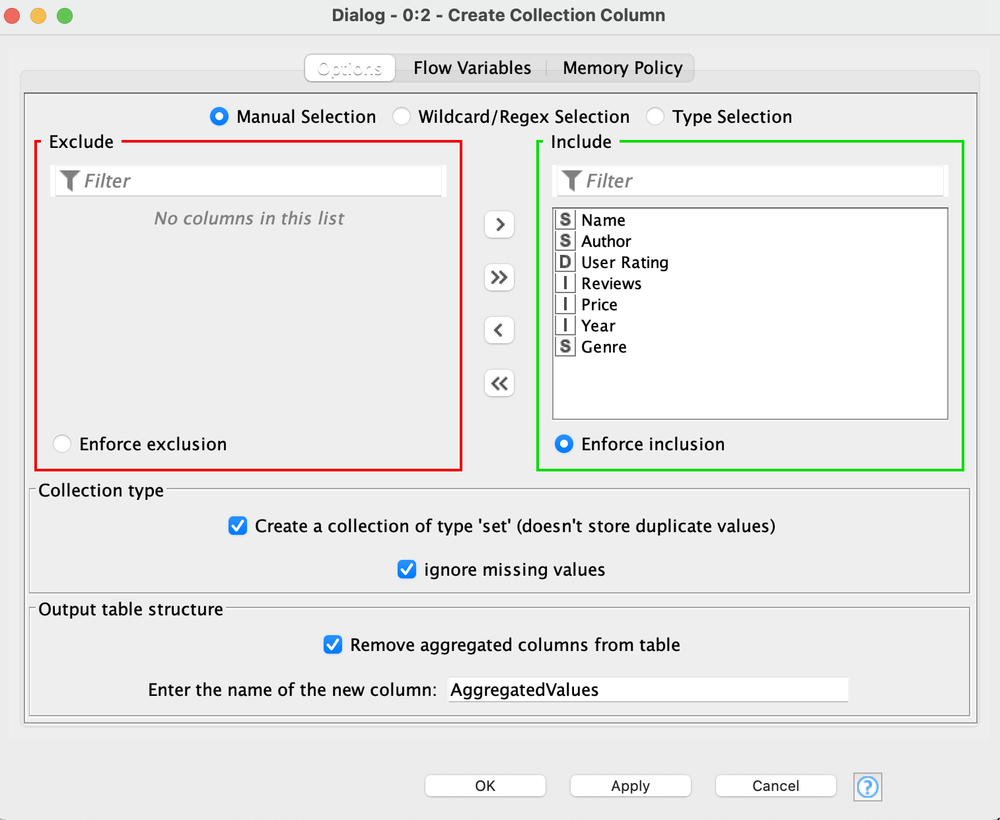 Dialog - 0:2 - Create Collection Column
Options Flow Variables Memory Policy
Manual Selection Wildcard/Regex Selection Type Selection
Exclude
Filter
No columns in this list
Enforce exclusion
>
>>
<
<<
Include
Filter
S Name
S Author
D User Rating
I Reviews
I Price
I Year
S Genre
Enforce inclusion
Collection type
Create a collection of type 'set' (doesn't store duplicate values)
ignore missing values
Output table structure
Remove aggregated columns from table
Enter the name of the new column: AggregatedValues
OK Apply Cancel ?